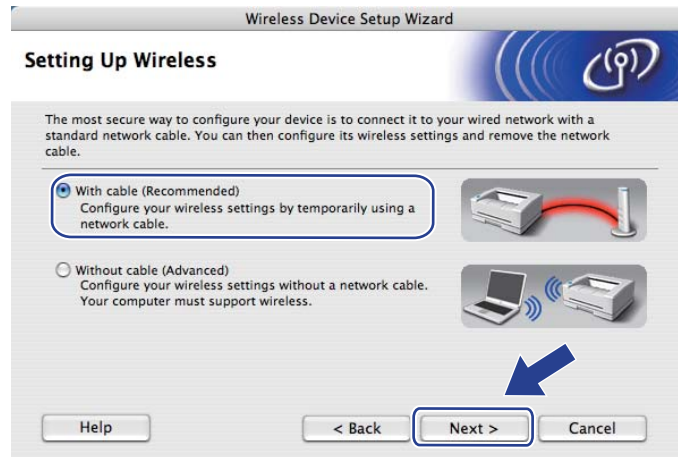 Wireless Device Setup Wizard
Setting Up Wireless
The most secure way to configure your device is to connect it to your wired network with a
standard network cable. You can then configure its wireless settings and remove the network
cable.
With cable (Recommended)
Configure your wireless settings by temporarily using a
network cable.
Without cable (Advanced)
Configure your wireless settings without a network cable.
Your computer must support wireless.
Help
< Back
Next >
Cancel